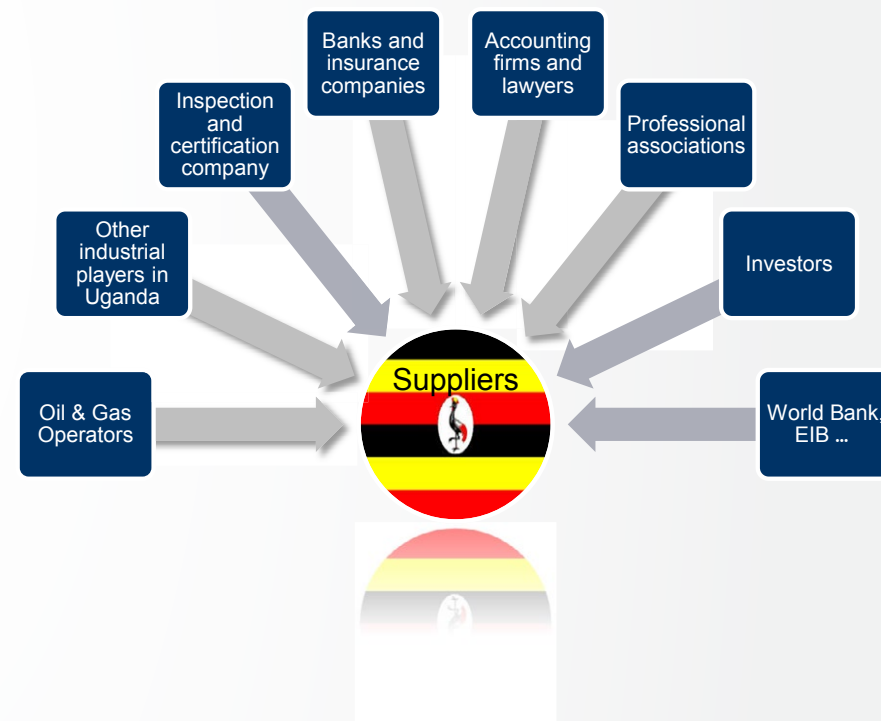 Banks and
insurance
companies
Accounting
firms and
lawyers
Inspection
and
certification
company
Professional
associations
Other
industrial
players in
Uganda
Investors
Suppliers
Oil & Gas
Operators
World Bank,
EIB ...